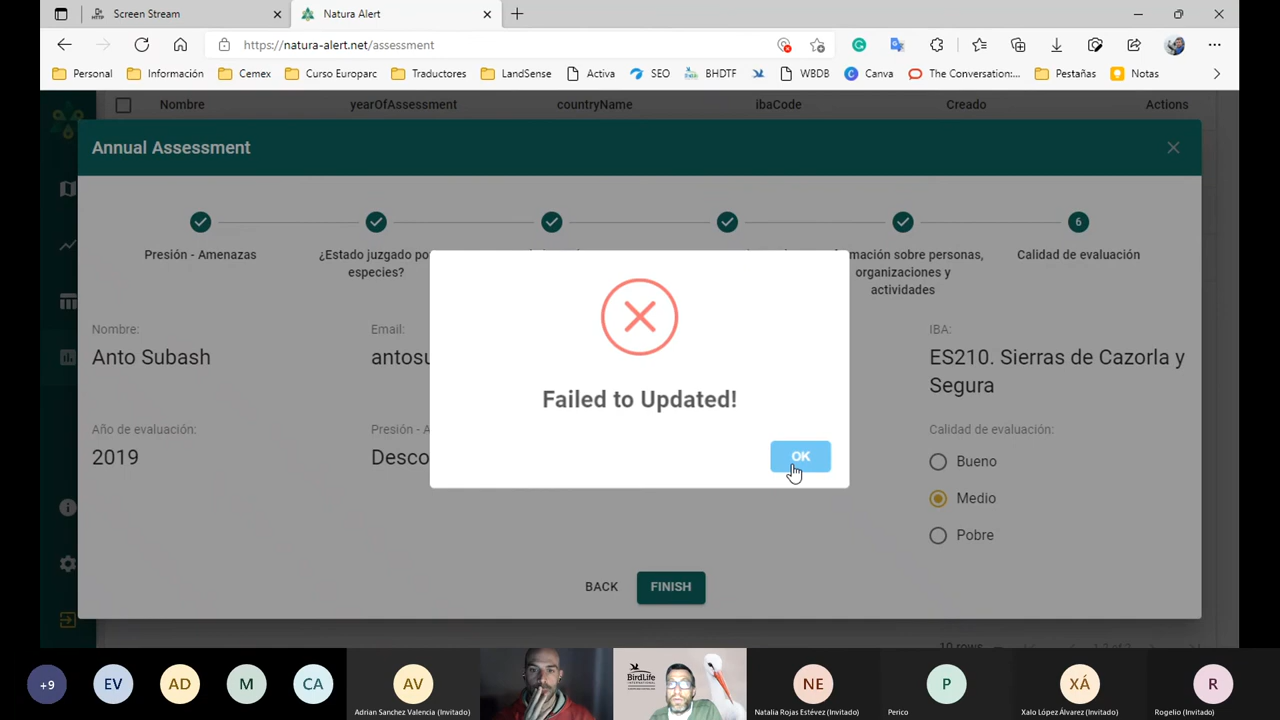 Screen Stream
Natura Alert
https://natura-alert.net/assessment
Personal
Información
Cemex
Curso Europarc
Traductores
LandSense
Activa
SEO
BHDTF
WBDB
Canva
The Conversation:...
Pestañas
Notas
Nombre
yearOfAssessment
countryName
ibaCode
Creado
Actions
Annual Assessment
6
Presión - Amenazas
¿Estado juzgado po
especies?
mación sobre personas,
organizaciones y
actividades
Calidad de evaluación
Nombre:
Anto Subash
Email:
antosu
IBA:
ES210. Sierras de Cazorla y
Segura
Año de evaluación:
2019
Presión - A
Desco
Calidad de evaluación:
Bueno
Medio
Pobre
Failed to Updated!
OK
BACK
FINISH
10 rows
+9
EV
AD
M
CA
AV
Adrian Sanchez Valencia (Invitado)
BirdLife
INTERNATIONAL
NE
Natalia Rojas Estévez (Invitado)
P
Perico
XÁ
Xalo López Álvarez (Invitado)
R
Rogelio (Invitado)